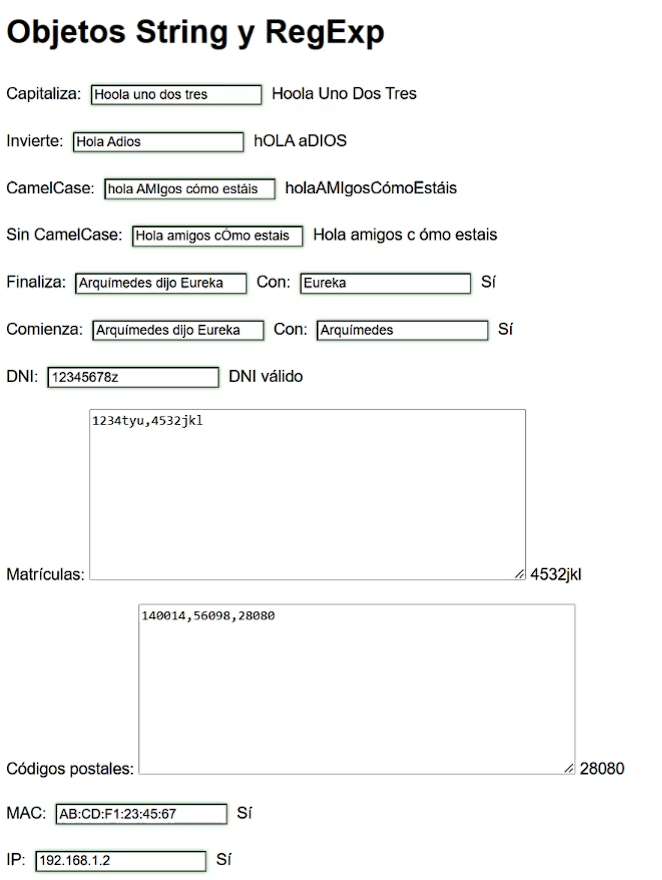 Objetos String y RegExp
Capitaliza: Hoola uno dos tres Hoola Uno Dos Tres
Invierte: Hola Adios hOLA aDIOS
CamelCase: hola AMIgos cómo estáis holaAMIgosCómoEstáis
Sin CamelCase: Hola amigos cÓmo estais Hola amigos c ómo estais
Finaliza: Arquímedes dijo Eureka Con: Eureka Sí
Comienza: Arquímedes dijo Eureka Con: Arquímedes Sí
DNI: 12345678z DNI válido
1234tyu,4532jkl
Matrículas: 4532jkl
140014,56098,28080
Códigos postales: 28080
MAC: AB:CD:F1:23:45:67 Sí
IP: 192.168.1.2 Sí